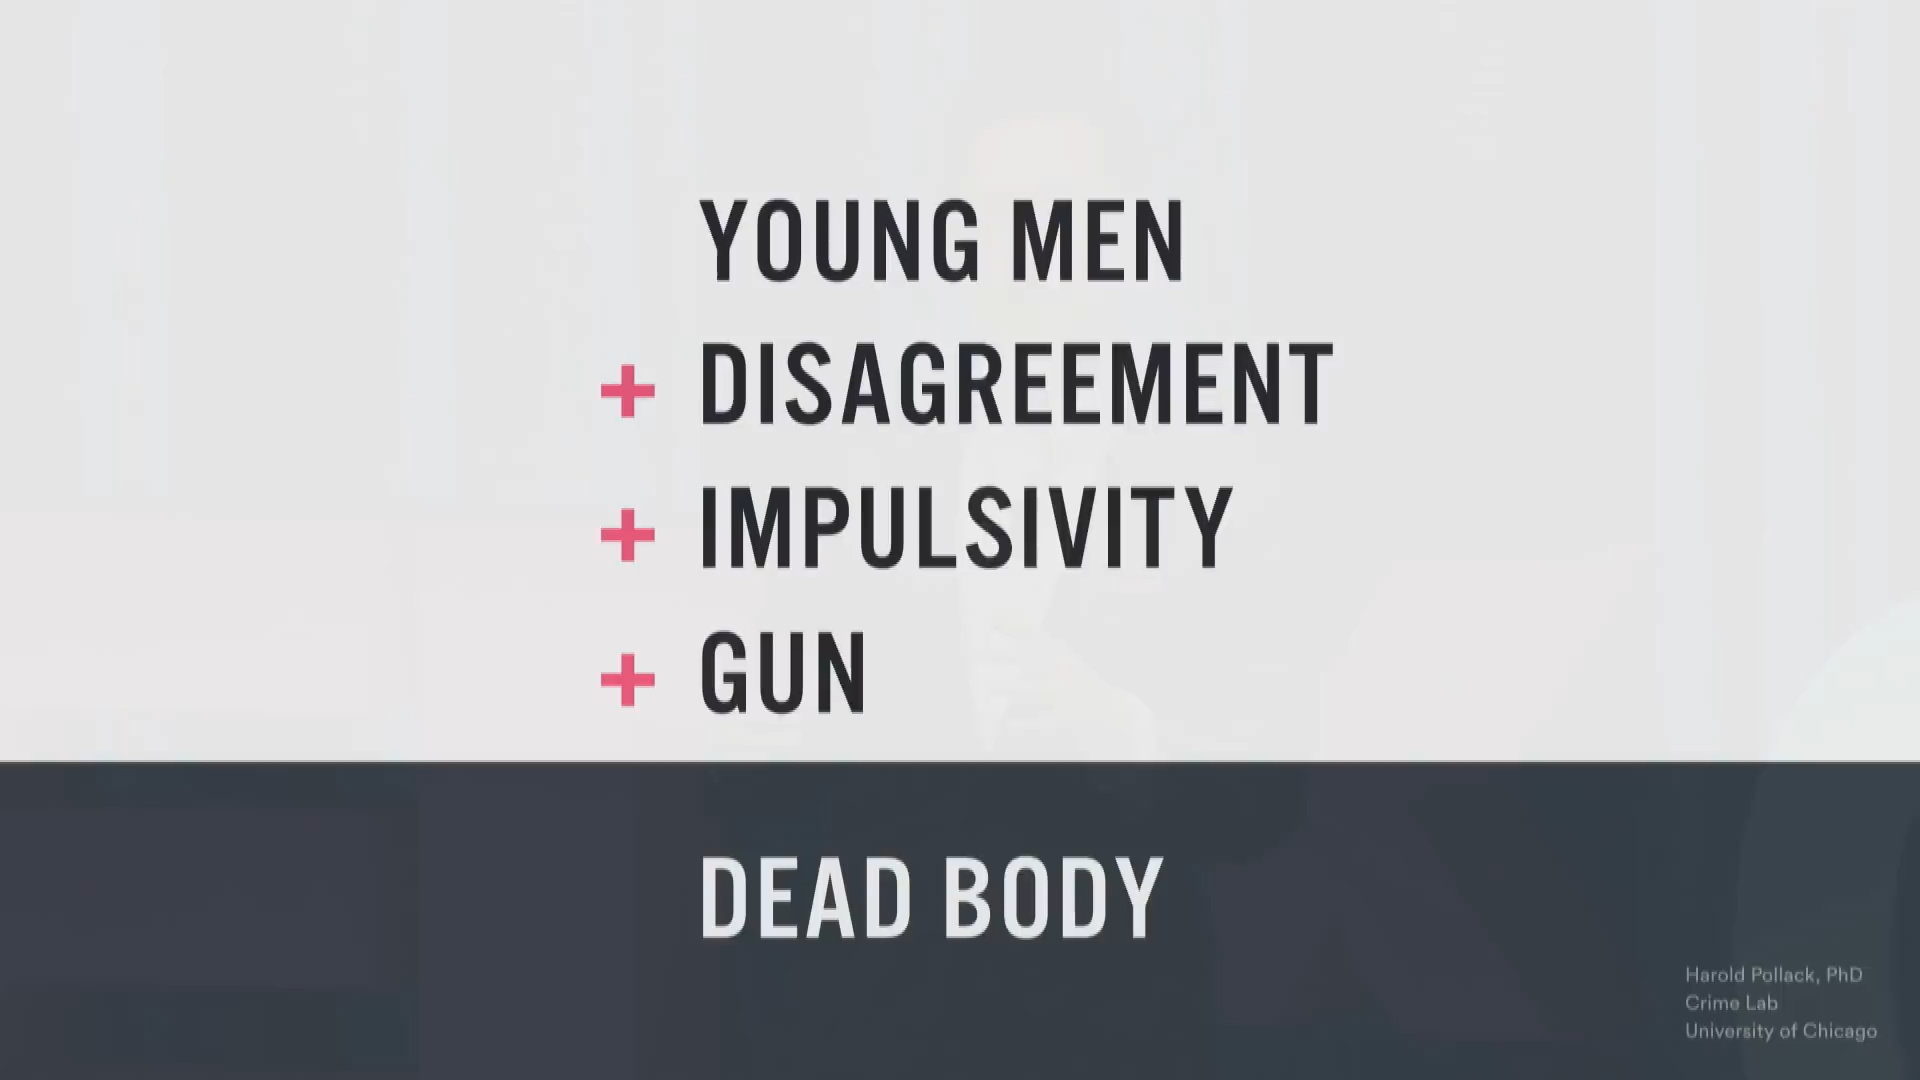 YOUNG MEN
+ DISAGREEMENT
+ IMPULSIVITY
+ GUN
DEAD BODY
Harold Pollack, PhD
Crime Lab
University of Chicago